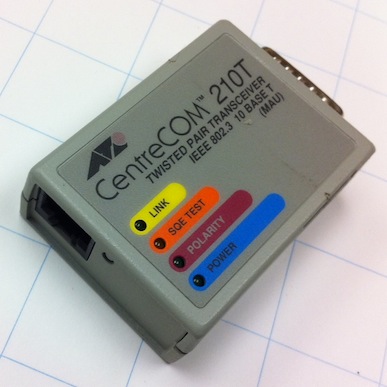 CentreCOM™ 210T
TWISTED PAIR TRANSCEIVER
IEEE 802.3 10 BASE T
(MAU)
LINK
SQE TEST
POLARITY
POWER